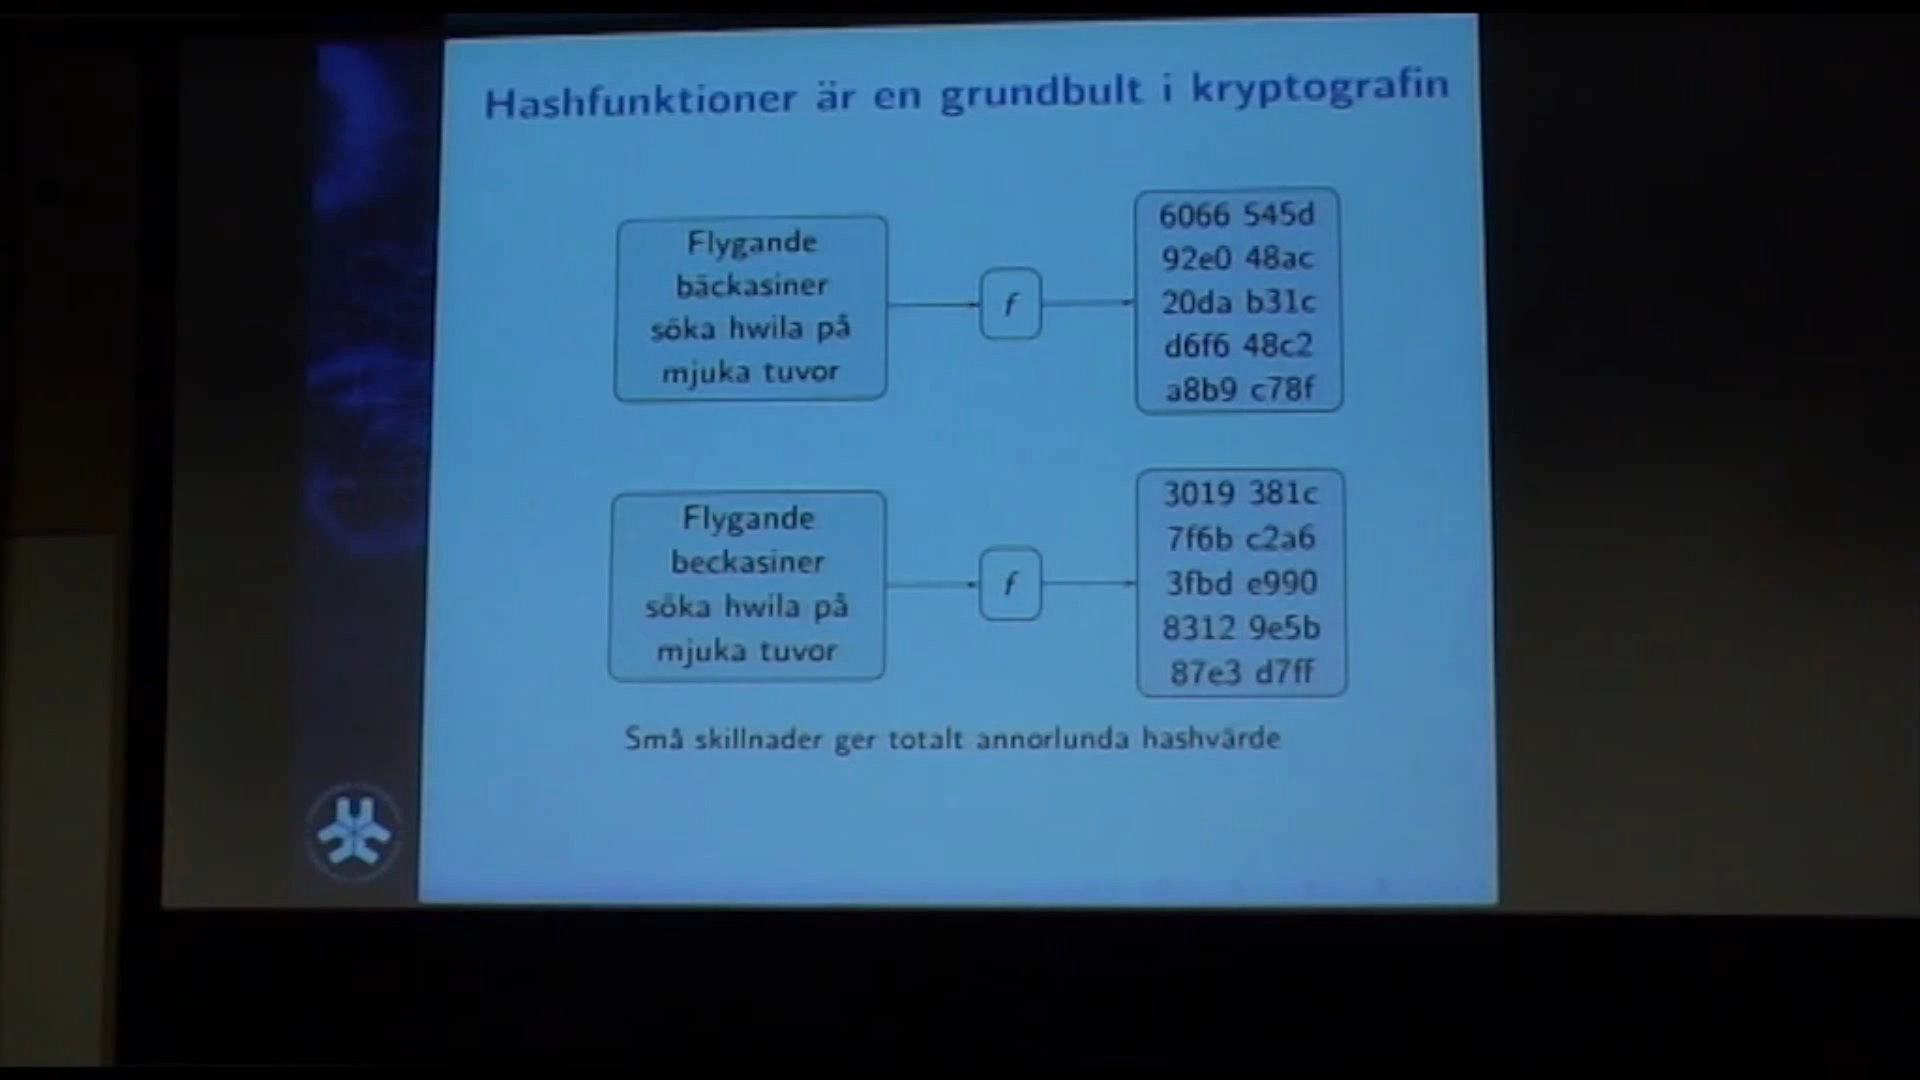 Hashfunktioner är en grundbult i kryptografin
Flygande
bäckasiner
söka hwila på
mjuka tuvor
f
6066 545d
92e0 48ac
20da b31c
d6f6 48c2
a8b9 c78f
Flygande
beckasiner
söka hwila på
mjuka tuvor
f
3019 381c
7f6b c2a6
3fbd e990
8312 9e5b
87e3 d7ff
Små skillnader ger totalt annorlunda hashvärde